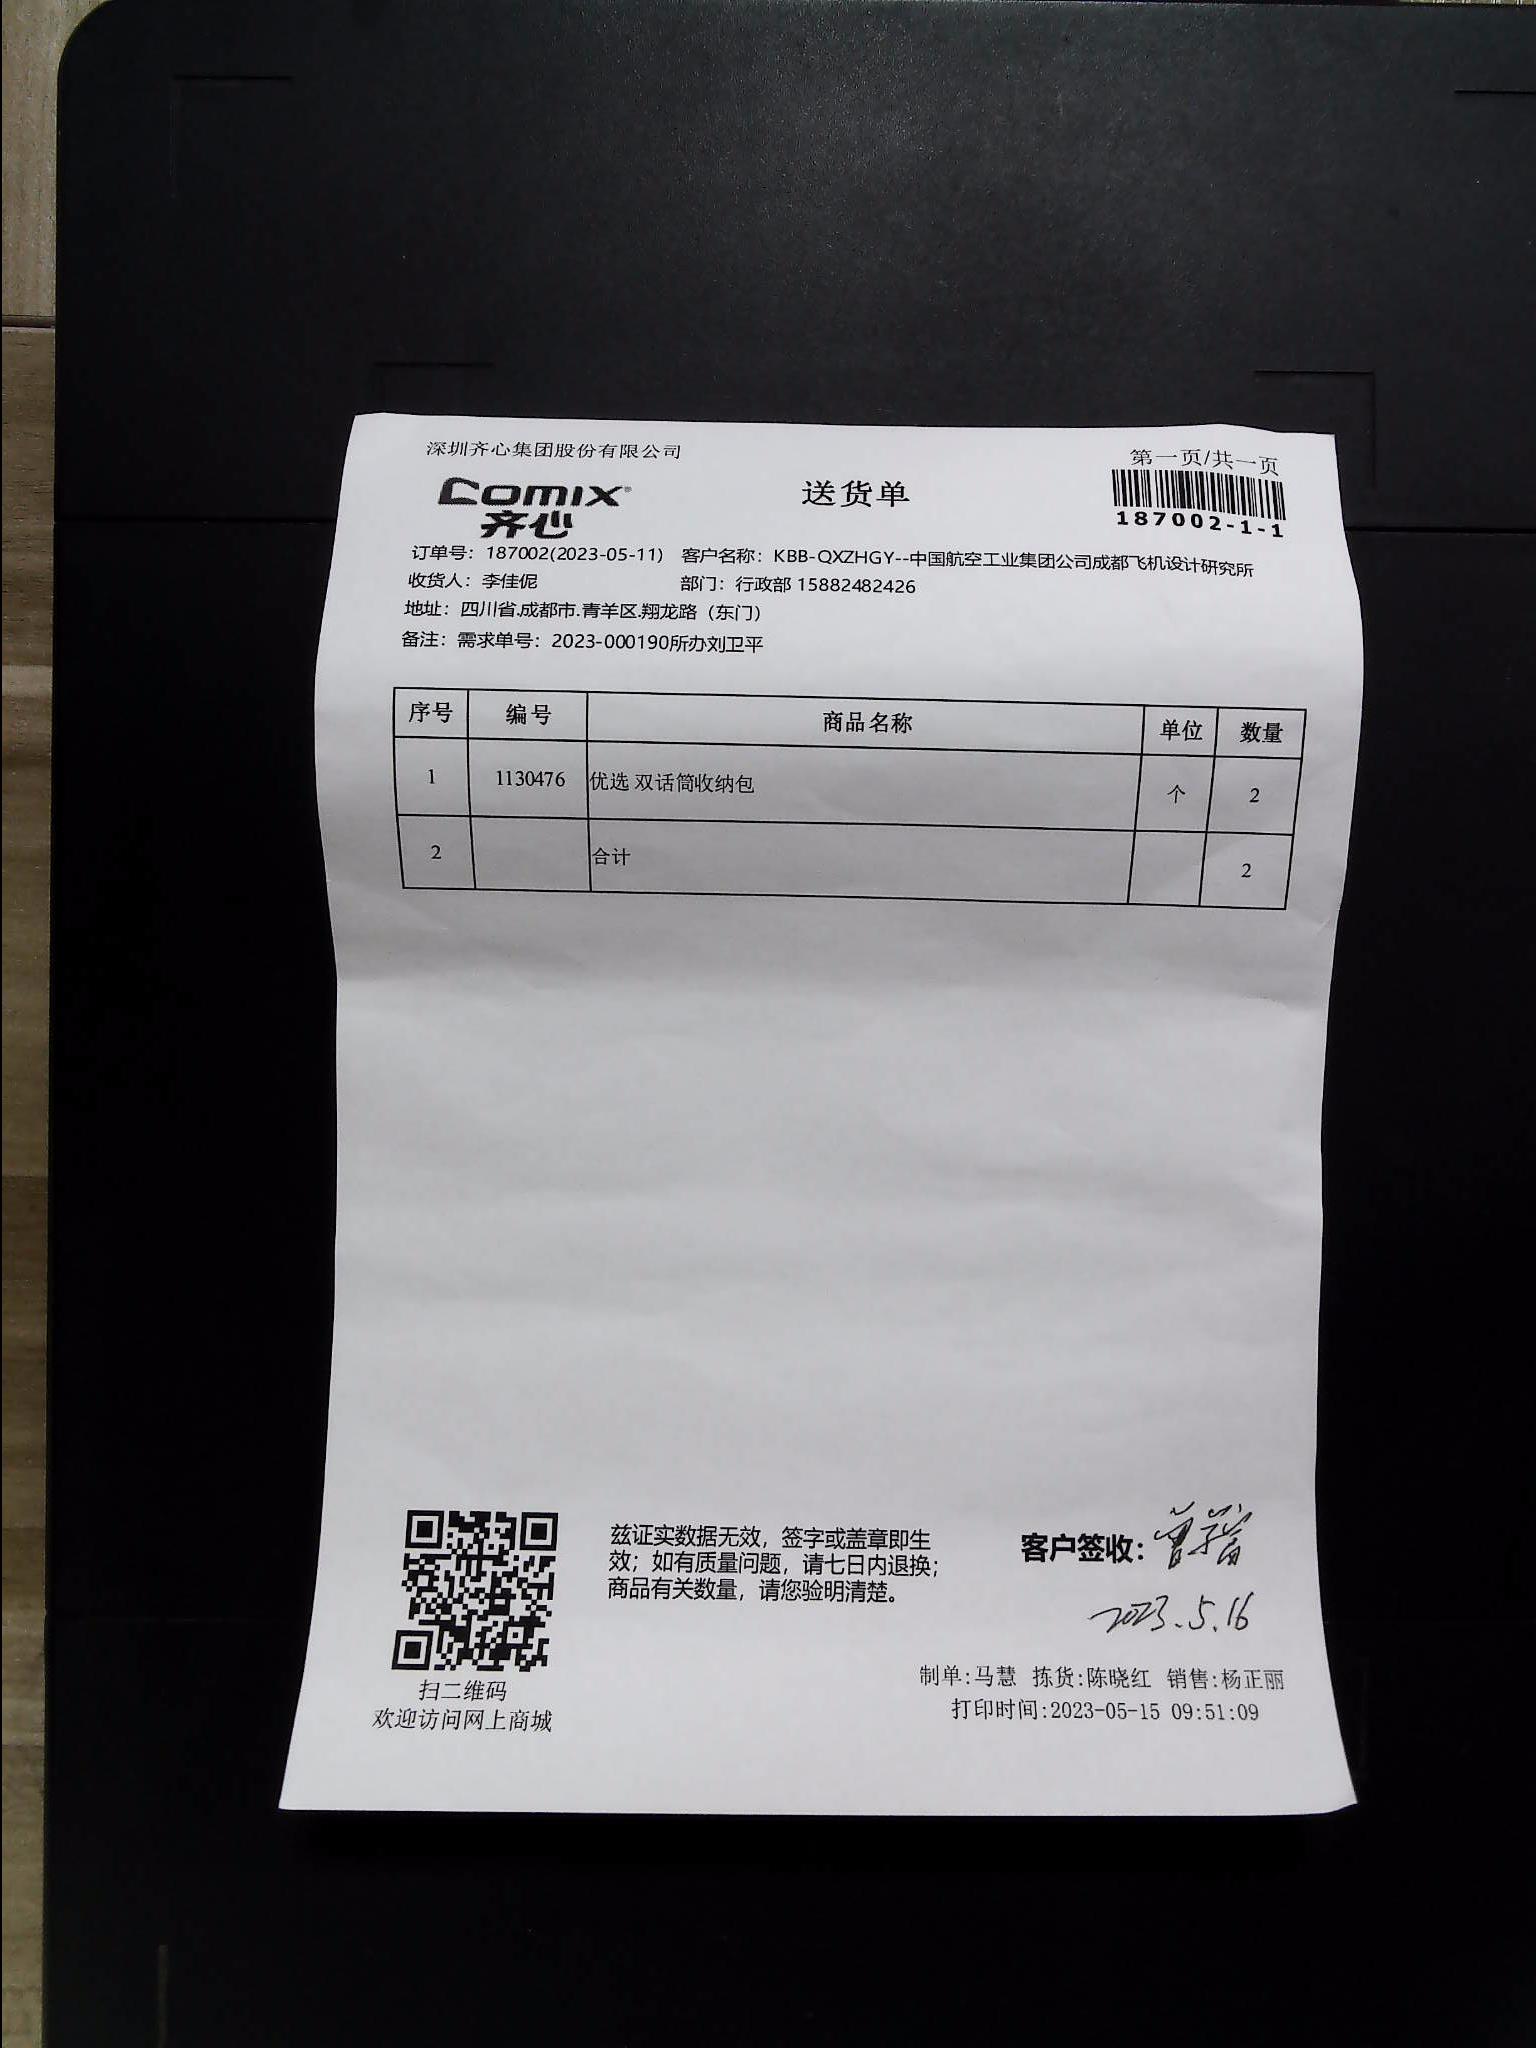 深圳齐心集团股份有限公司
第一页/共一页
COMIX®
齐心
送货单
187002-1-1
订单号：187002(2023-05-11) 客户名称：KBB-QXZHGY--中国航空工业集团公司成都飞机设计研究所
收货人：李佳伲 部门：行政部 15882482426
地址：四川省.成都市.青羊区.翔龙路（东门）
备注：需求单号：2023-000190所办刘卫平
序号 编号 商品名称 单位 数量
1 1130476 优选 双话筒收纳包 个 2
2 合计 2
兹证实数据无效，签字或盖章即生
效；如有质量问题，请七日内退换；
商品有关数量，请您验明清楚。
客户签收：
2023.5.16
扫二维码
欢迎访问网上商城
制单:马慧 拣货:陈晓红 销售:杨正丽
打印时间:2023-05-15 09:51:09